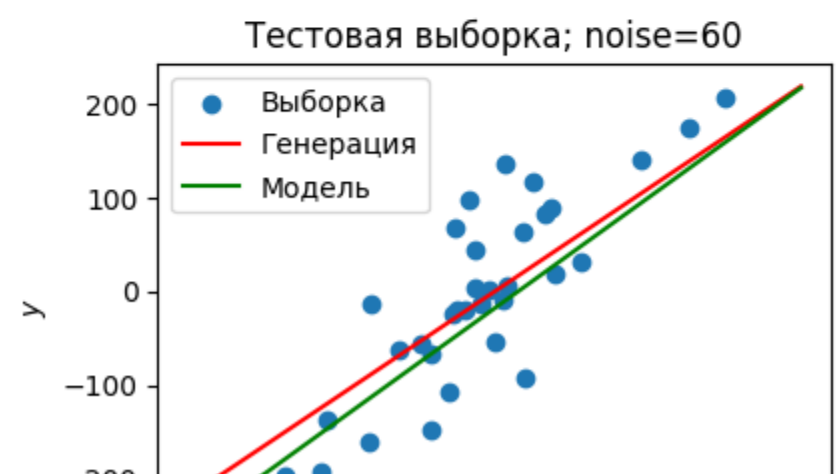 Тестовая выборка; noise=60
200
Выборка
Генерация
Модель
100
0
y
−100